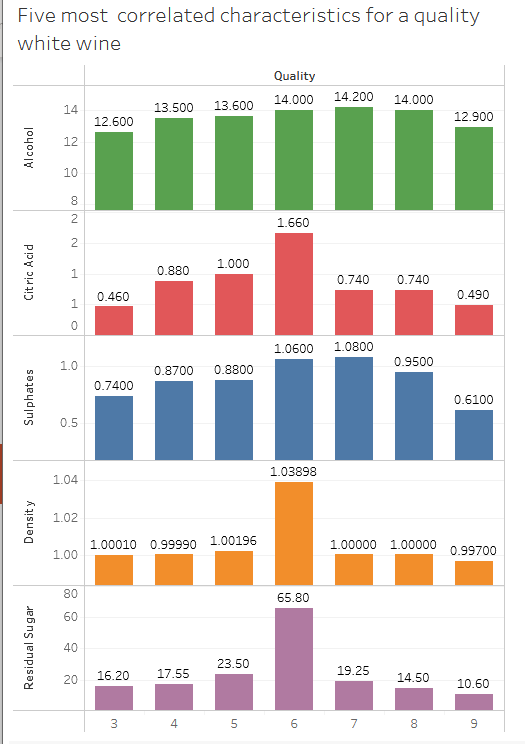 Five most correlated characteristics for a quality
white wine
Quality
Alcohol
14
12
10
8
12.600 13.500 13.600 14.000 14.200 14.000 12.900
Citric Acid
2
2
1
1
0
0.460 0.880 1.000 1.660 0.740 0.740 0.490
Sulphates
1.0
0.5
0.7400 0.8700 0.8800 1.0600 1.0800 0.9500 0.6100
Density
1.04
1.02
1.00
1.00010 0.99990 1.00196 1.03898 1.00000 1.00000 0.99700
Residual Sugar
80
60
40
20
16.20 17.55 23.50 65.80 19.25 14.50 10.60
3 4 5 6 7 8 9